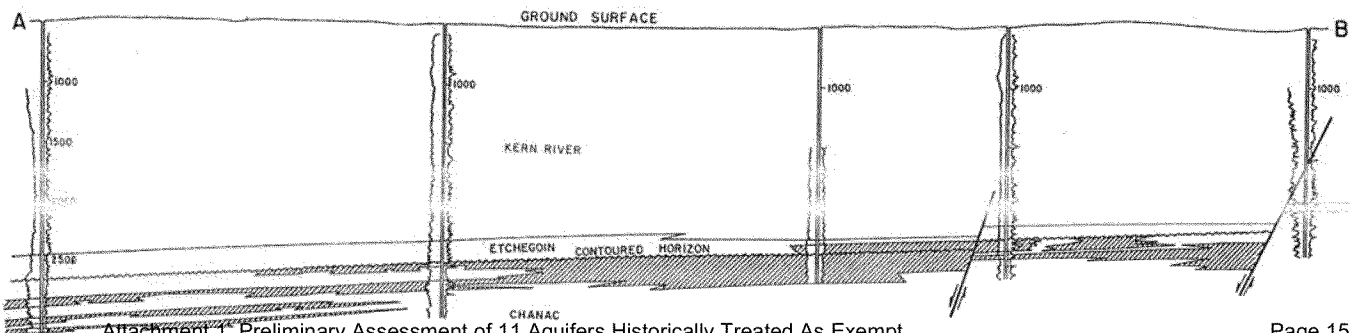 GROUND SURFACE
A
B
1000
1000
1000
1000
1000
1500
KERN RIVER
ETCHEGOIN CONTOURED HORIZON
CHANAC
Attachment 1 Preliminary Assessment of 11 Aquifers Historically Treated As Exempt
Page 15